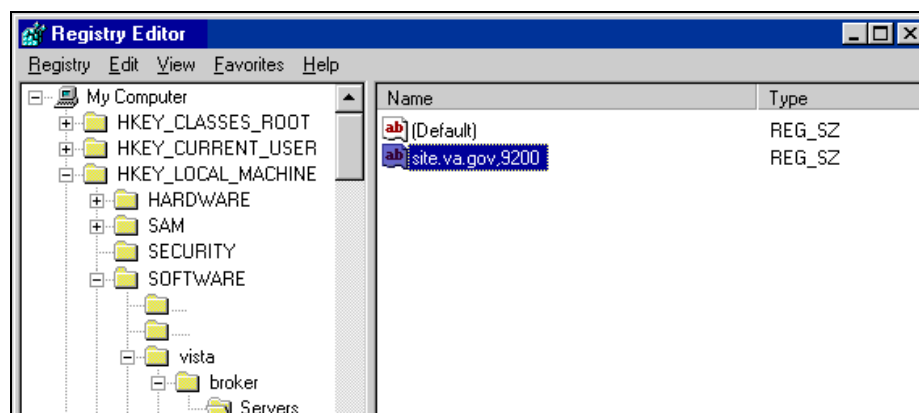 Registry Editor
Registry Edit View Favorites Help
My Computer
HKEY_CLASSES_ROOT
HKEY_CURRENT_USER
HKEY_LOCAL_MACHINE
HARDWARE
SAM
SECURITY
SOFTWARE
....
....
vista
broker
Servers
Name Type
ab (Default) REG_SZ
ab site.va.gov,9200 REG_SZ